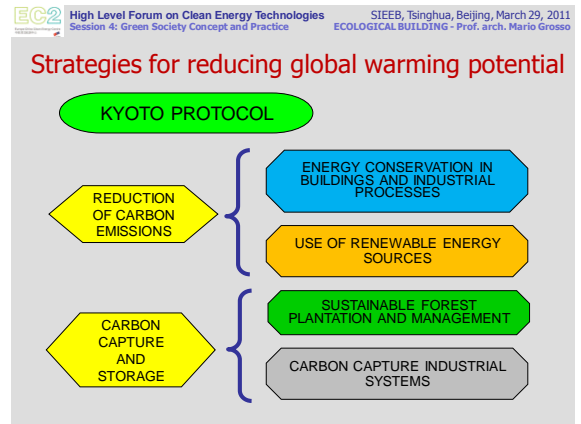 EC2
High Level Forum on Clean Energy Technologies
Session 4: Green Society Concept and Practice
SIEEB, Tsinghua, Beijing, March 29, 2011
ECOLOGICAL BUILDING - Prof. arch. Mario Grosso
Strategies for reducing global warming potential
KYOTO PROTOCOL
REDUCTION
OF CARBON
EMISSIONS
ENERGY CONSERVATION IN
BUILDINGS AND INDUSTRIAL
PROCESSES
USE OF RENEWABLE ENERGY
SOURCES
CARBON
CAPTURE
AND
STORAGE
SUSTAINABLE FOREST
PLANTATION AND MANAGEMENT
CARBON CAPTURE INDUSTRIAL
SYSTEMS